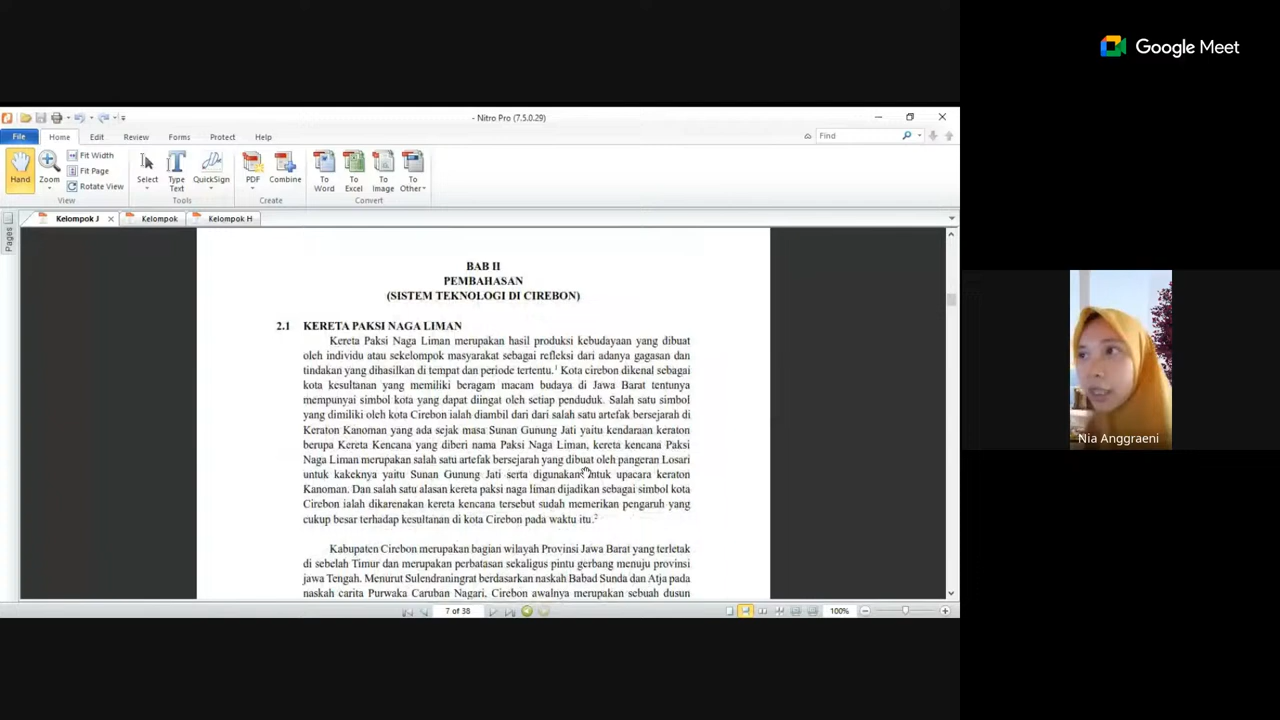 Google Meet
- Nitro Pro (7.5.0.29)
File Home Edit Review Forms Protect Help
Find
Hand
Zoom
Fit Width
Fit Page
Rotate View
View
Select
Type Text
QuickSign
Tools
PDF
Combine
Create
To Word
To Excel
To Image
To Other
Convert
Kelompok J
Kelompok
Kelompok H
Pages
BAB II
PEMBAHASAN
(SISTEM TEKNOLOGI DI CIREBON)
2.1 KERETA PAKSI NAGA LIMAN
Kereta Paksi Naga Liman merupakan hasil produksi kebudayaan yang dibuat
oleh individu atau sekelompok masyarakat sebagai refleksi dari adanya gagasan dan
tindakan yang dihasilkan di tempat dan periode tertentu.¹ Kota cirebon dikenal sebagai
kota kesultanan yang memiliki beragam macam budaya di Jawa Barat tentunya
mempunyai simbol kota yang dapat diingat oleh setiap penduduk. Salah satu simbol
yang dimiliki oleh kota Cirebon ialah diambil dari dari salah satu artefak bersejarah di
Keraton Kanoman yang ada sejak masa Sunan Gunung Jati yaitu kendaraan keraton
berupa Kereta Kencana yang diberi nama Paksi Naga Liman, kereta kencana Paksi
Naga Liman merupakan salah satu artefak bersejarah yang dibuat oleh pangeran Losari
untuk kakeknya yaitu Sunan Gunung Jati serta digunakan untuk upacara keraton
Kanoman. Dan salah satu alasan kereta paksi naga liman dijadikan sebagai simbol kota
Cirebon ialah dikarenakan kereta kencana tersebut sudah memerikan pengaruh yang
cukup besar terhadap kesultanan di kota Cirebon pada waktu itu.²
Kabupaten Cirebon merupakan bagian wilayah Provinsi Jawa Barat yang terletak
di sebelah Timur dan merupakan perbatasan sekaligus pintu gerbang menuju provinsi
jawa Tengah. Menurut Sulendraningrat berdasarkan naskah Babad Sunda dan Atja pada
naskah carita Purwaka Caruban Nagari, Cirebon awalnya merupakan sebuah dusun
7 of 38
100%
Nia Anggraeni